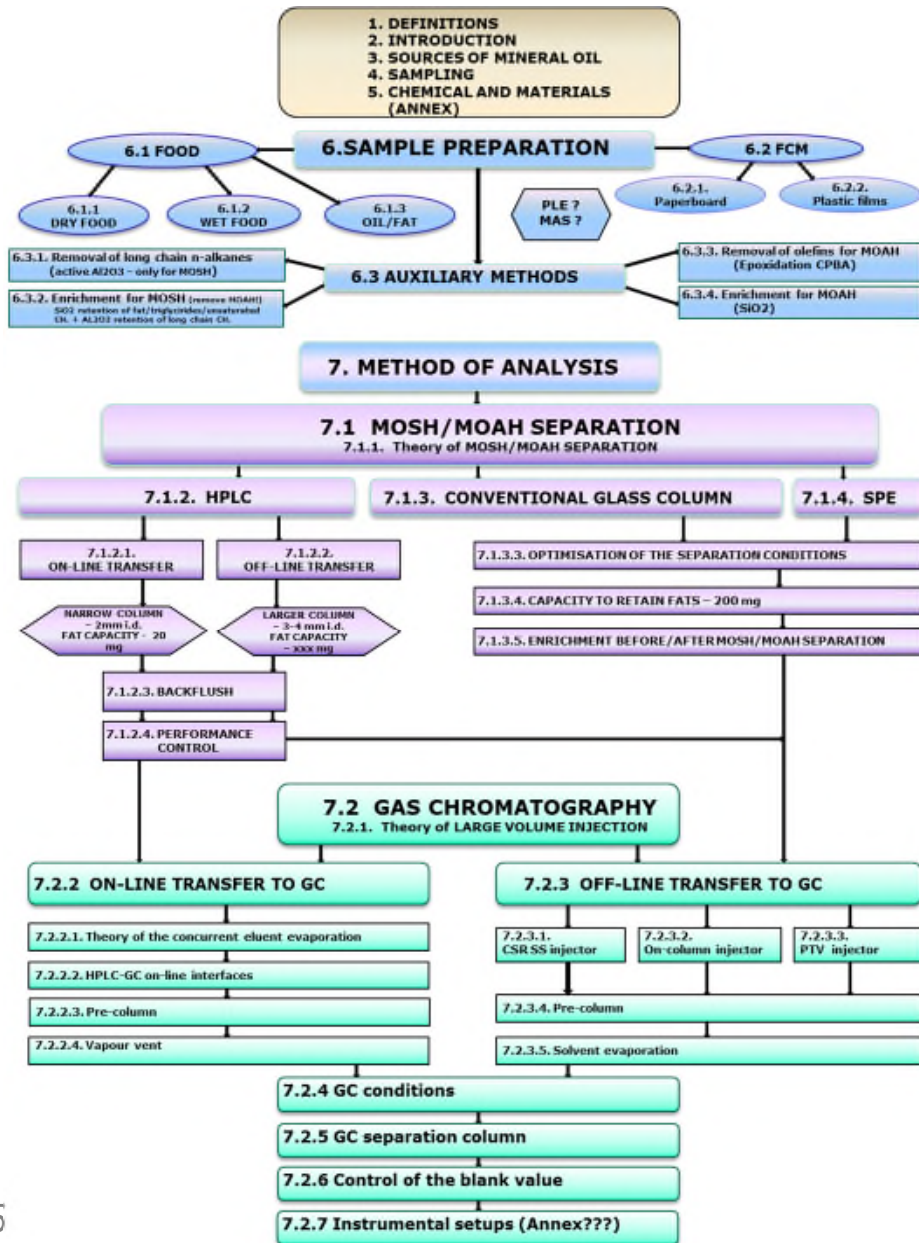 1. DEFINITIONS
2. INTRODUCTION
3. SOURCES OF MINERAL OIL
4. SAMPLING
5. CHEMICAL AND MATERIALS
(ANNEX)
6.1 FOOD
6.SAMPLE PREPARATION
6.2 FCM
6.1.1
DRY FOOD
6.1.2
WET FOOD
6.1.3
OIL/FAT
PLE ?
MAS ?
6.2.1.
Paperboard
6.2.2.
Plastic films
6.3.1. Removal of long chain n-alkanes
(active Al2O3 – only for MOSH)
6.3 AUXILIARY METHODS
6.3.3. Removal of olefins for MOAH
(Epoxidation CPBA)
6.3.2. Enrichment for MOSH (remove MOAH!)
SiO2 retention of fat/triglycirides/unsaturated
CH. + AL2O3 retention of long chain CH.
6.3.4. Enrichment for MOAH
(SiO2)
7. METHOD OF ANALYSIS
7.1 MOSH/MOAH SEPARATION
7.1.1. Theory of MOSH/MOAH SEPARATION
7.1.2. HPLC
7.1.3. CONVENTIONAL GLASS COLUMN
7.1.4. SPE
7.1.2.1.
ON-LINE TRANSFER
7.1.2.2.
OFF-LINE TRANSFER
7.1.3.3. OPTIMISATION OF THE SEPARATION CONDITIONS
NARROW COLUMN
– 2mm i.d.
FAT CAPACITY - 20
mg
LARGER COLUMN
– 3-4 mm i.d.
FAT CAPACITY
– xxx mg
7.1.3.4. CAPACITY TO RETAIN FATS – 200 mg
7.1.3.5. ENRICHMENT BEFORE/AFTER MOSH/MOAH SEPARATION
7.1.2.3. BACKFLUSH
7.1.2.4. PERFORMANCE
CONTROL
7.2 GAS CHROMATOGRAPHY
7.2.1. Theory of LARGE VOLUME INJECTION
7.2.2 ON-LINE TRANSFER TO GC
7.2.3 OFF-LINE TRANSFER TO GC
7.2.2.1. Theory of the concurrent eluent evaporation
7.2.3.1.
CSR SS injector
7.2.3.2.
On-column injector
7.2.3.3.
PTV injector
7.2.2.2. HPLC-GC on-line interfaces
7.2.2.3. Pre-column
7.2.3.4. Pre-column
7.2.2.4. Vapour vent
7.2.3.5. Solvent evaporation
7.2.4 GC conditions
7.2.5 GC separation column
7.2.6 Control of the blank value
7.2.7 Instrumental setups (Annex???)